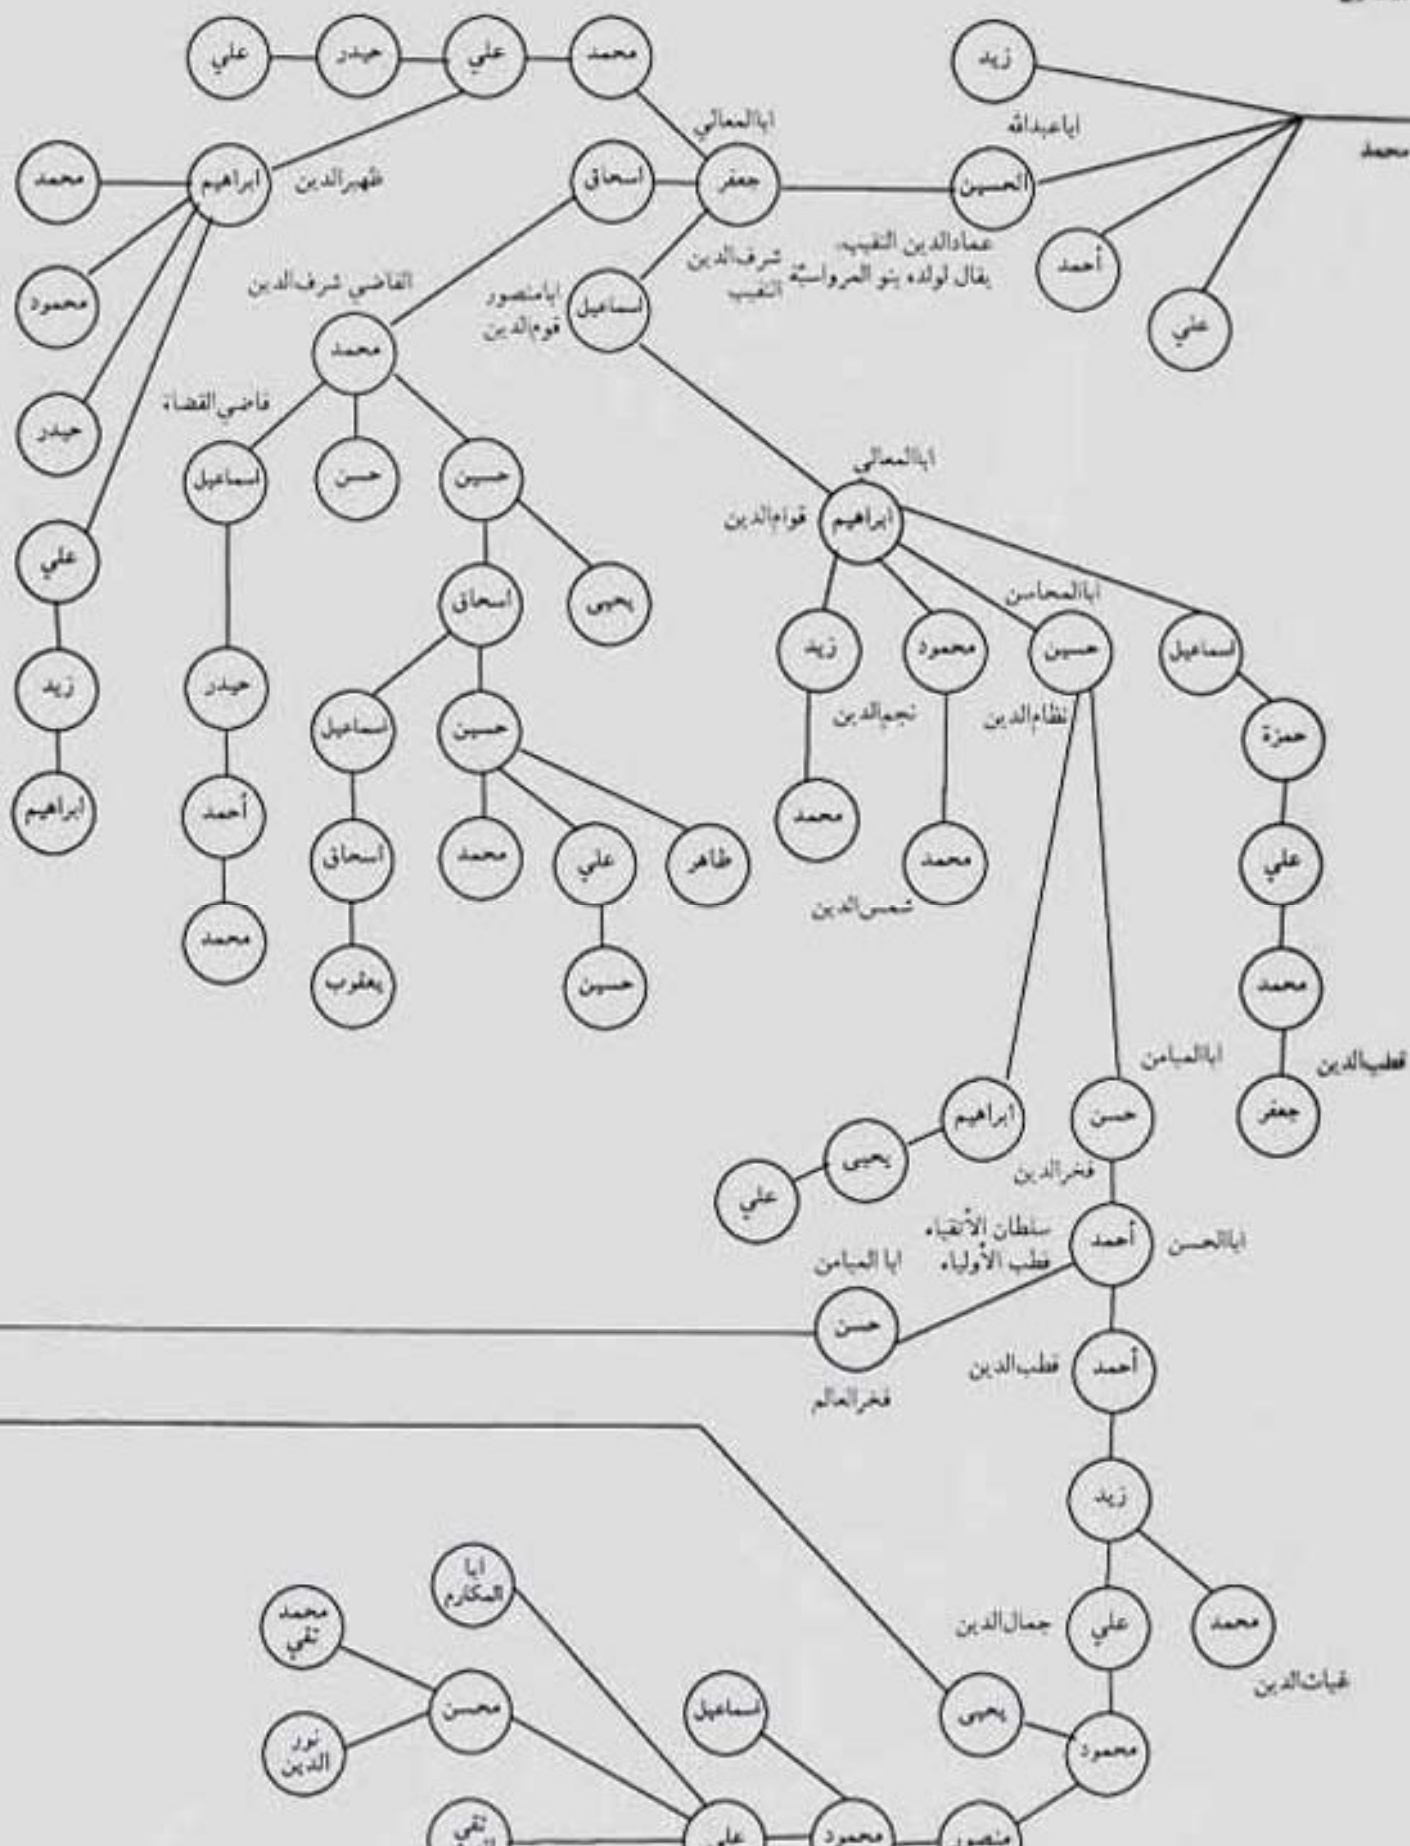 زيد
محمد
علي
حيدر
علي
اباعبدالله
محمد
اباالمعالي
الحسين
جعفر
اسحاق
ظهيرالدين
ابراهيم
محمد
عمادالدين النقيب،
يقال لولده بنو المرواسيّة
شرف‌الدين
النقيب
أحمد
علي
اسماعيل
ابامنصور
قوم‌الدين
القاضي شرف‌الدين
محمد
محمود
حيدر
قاضي‌القضاة
اسماعيل
حسن
حسين
اباالمعالي
ابراهيم
قوام‌الدين
علي
اسحاق
يحيى
اباالمحاسن
اسماعيل
حسين
محمود
زيد
حيدر
زيد
نظام‌الدين
نجم‌الدين
حمزة
حسين
اسماعيل
محمد
أحمد
ابراهيم
علي
محمد
طاهر
علي
محمد
اسحاق
شمس‌الدين
محمد
محمد
حسين
يعقوب
اباالميامن
قطب‌الدين
جعفر
حسن
ابراهيم
يحيى
علي
فخرالدين
اباالحسن
أحمد
سلطان الأتقياء
قطب الأولياء
ابا الميامن
حسن
فخرالعالم
أحمد
قطب‌الدين
زيد
محمد
غياث‌الدين
علي
جمال‌الدين
ابا
المكارم
محمد
تقي
محمود
يحيى
اسماعيل
محسن
نور
الدين
منصور
محمود
علي
تقي